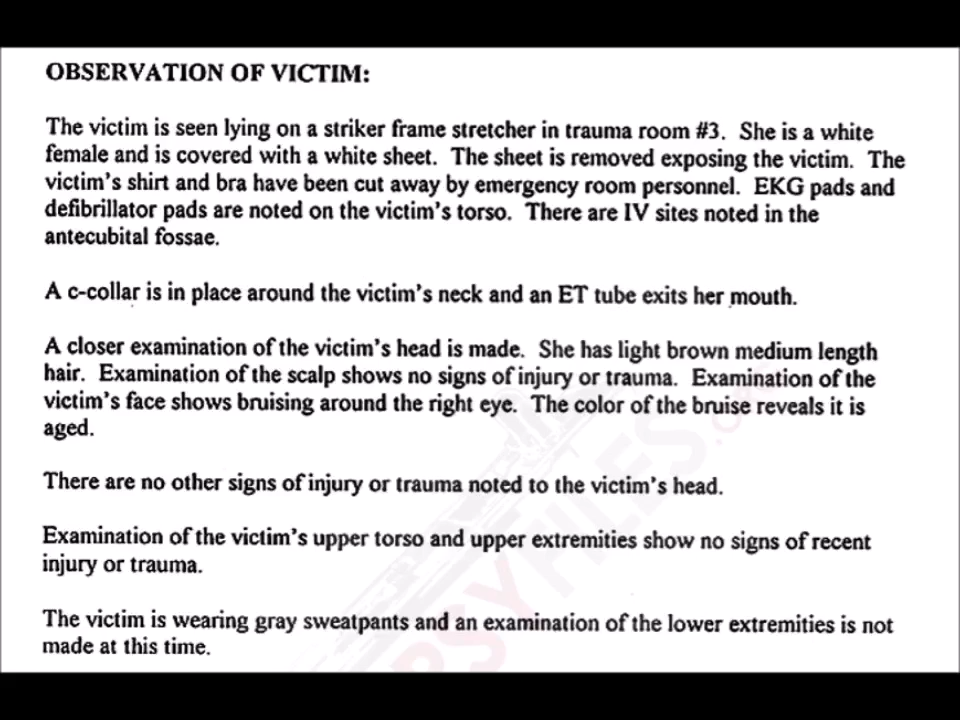 OBSERVATION OF VICTIM:
The victim is seen lying on a striker frame stretcher in trauma room #3. She is a white
female and is covered with a white sheet. The sheet is removed exposing the victim. The
victim's shirt and bra have been cut away by emergency room personnel. EKG pads and
defibrillator pads are noted on the victim's torso. There are IV sites noted in the
antecubital fossae.
A c-collar is in place around the victim's neck and an ET tube exits her mouth.
A closer examination of the victim's head is made. She has light brown medium length
hair. Examination of the scalp shows no signs of injury or trauma. Examination of the
victim's face shows bruising around the right eye. The color of the bruise reveals it is
aged.
There are no other signs of injury or trauma noted to the victim's head.
Examination of the victim's upper torso and upper extremities show no signs of recent
injury or trauma.
The victim is wearing gray sweatpants and an examination of the lower extremities is not
made at this time.